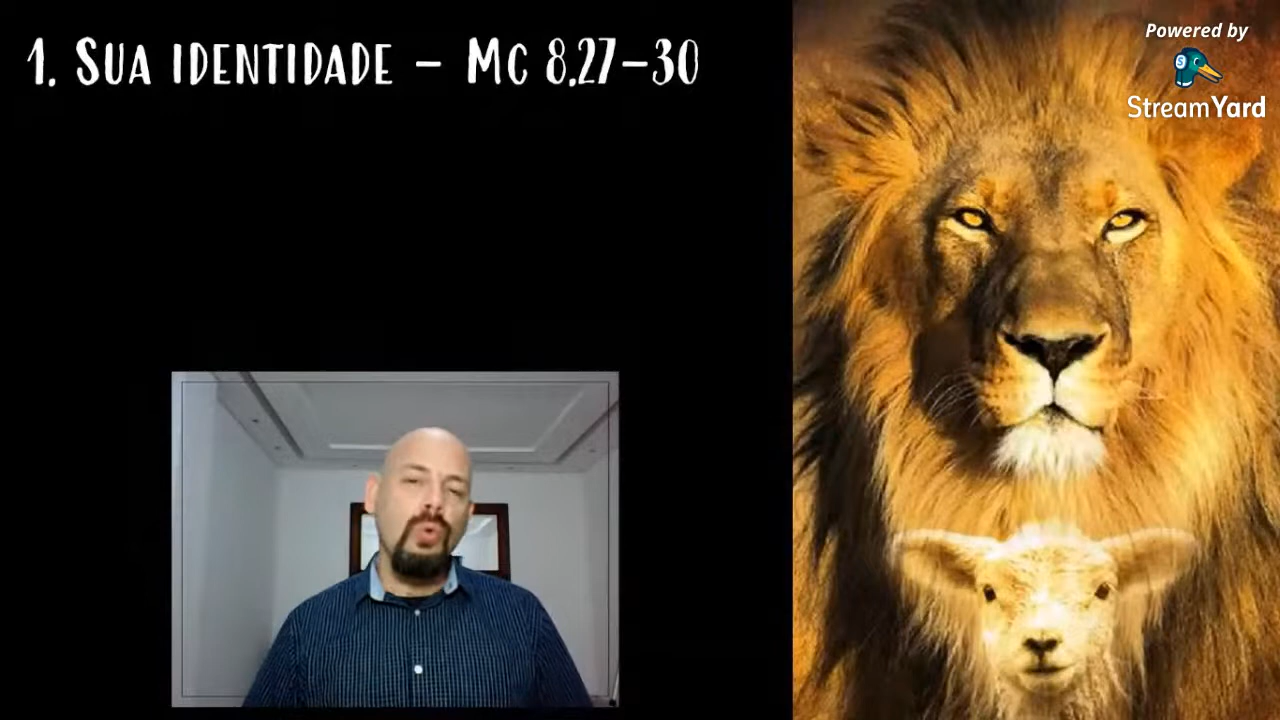 1. Sua identidade – Mc 8.27–30
Powered by
StreamYard